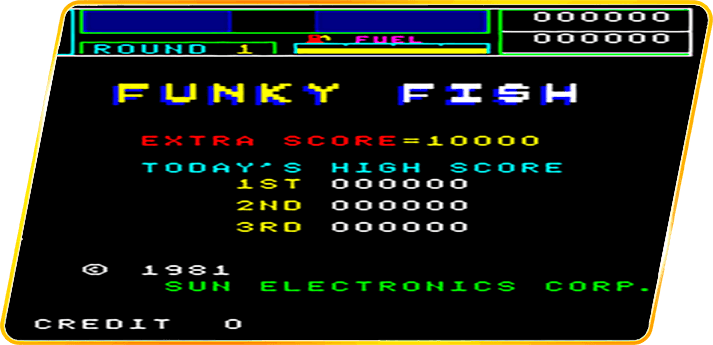 000000
000000
FUEL
ROUND 1
FUNKY FISH
EXTRA SCORE=10000
TODAY'S HIGH SCORE
1ST 000000
2ND 000000
3RD 000000
© 1981
SUN ELECTRONICS CORP.
CREDIT 0